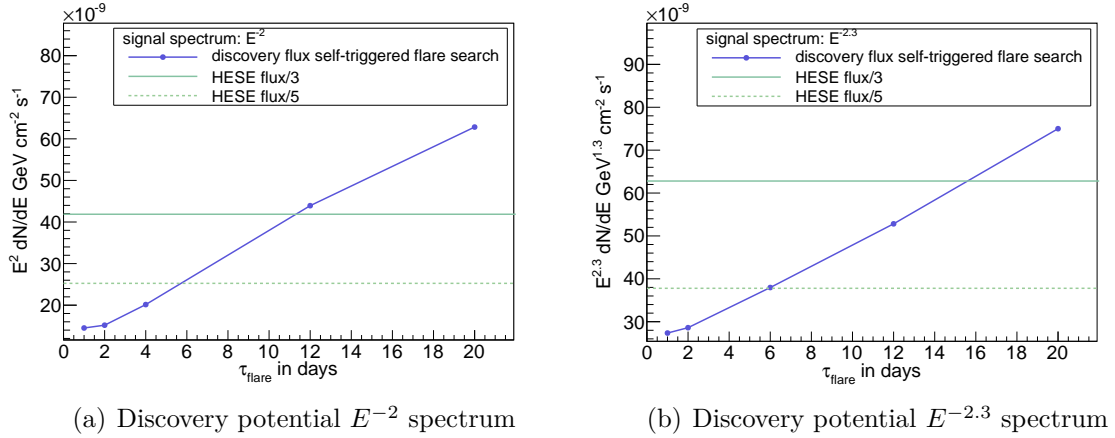 ×10⁻⁹
signal spectrum: E⁻²
discovery flux self-triggered flare search
HESE flux/3
HESE flux/5
E² dN/dE GeV cm⁻² s⁻¹
80
70
60
50
40
30
20
0 2 4 6 8 10 12 14 16 18 20
τ_flare in days
(a) Discovery potential E⁻² spectrum
×10⁻⁹
signal spectrum: E⁻²·³
discovery flux self-triggered flare search
HESE flux/3
HESE flux/5
E²·³ dN/dE GeV¹·³ cm⁻² s⁻¹
90
80
70
60
50
40
30
0 2 4 6 8 10 12 14 16 18 20
τ_flare in days
(b) Discovery potential E⁻²·³ spectrum